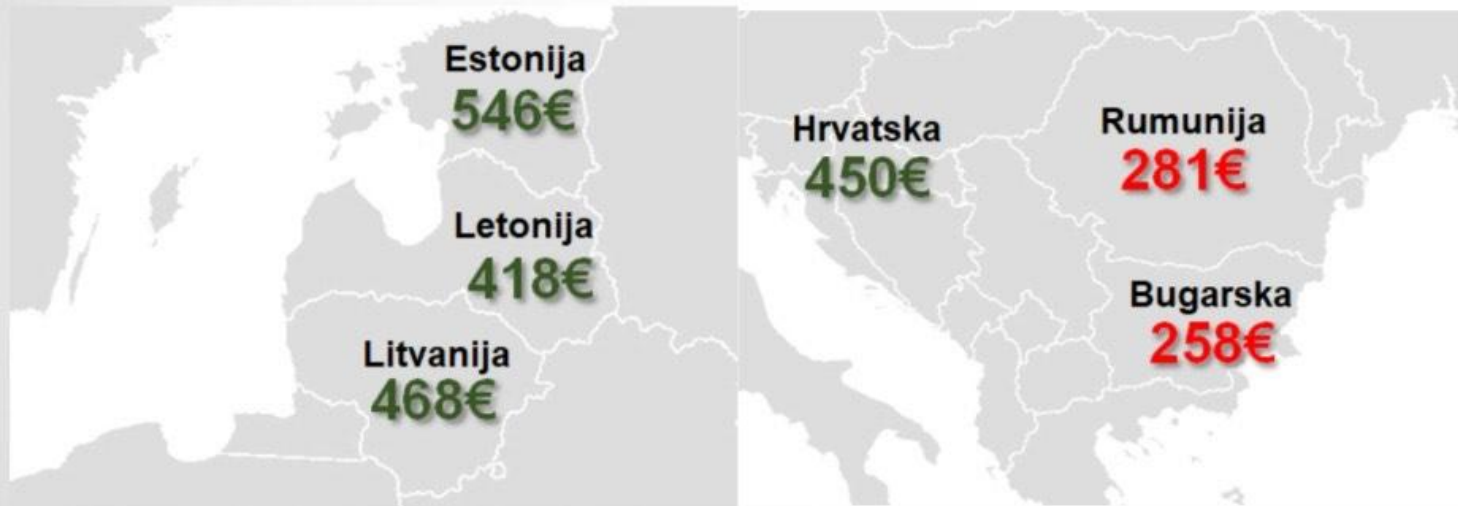 Estonija
546€
Letonija
418€
Litvanija
468€
Hrvatska
450€
Rumunija
281€
Bugarska
258€